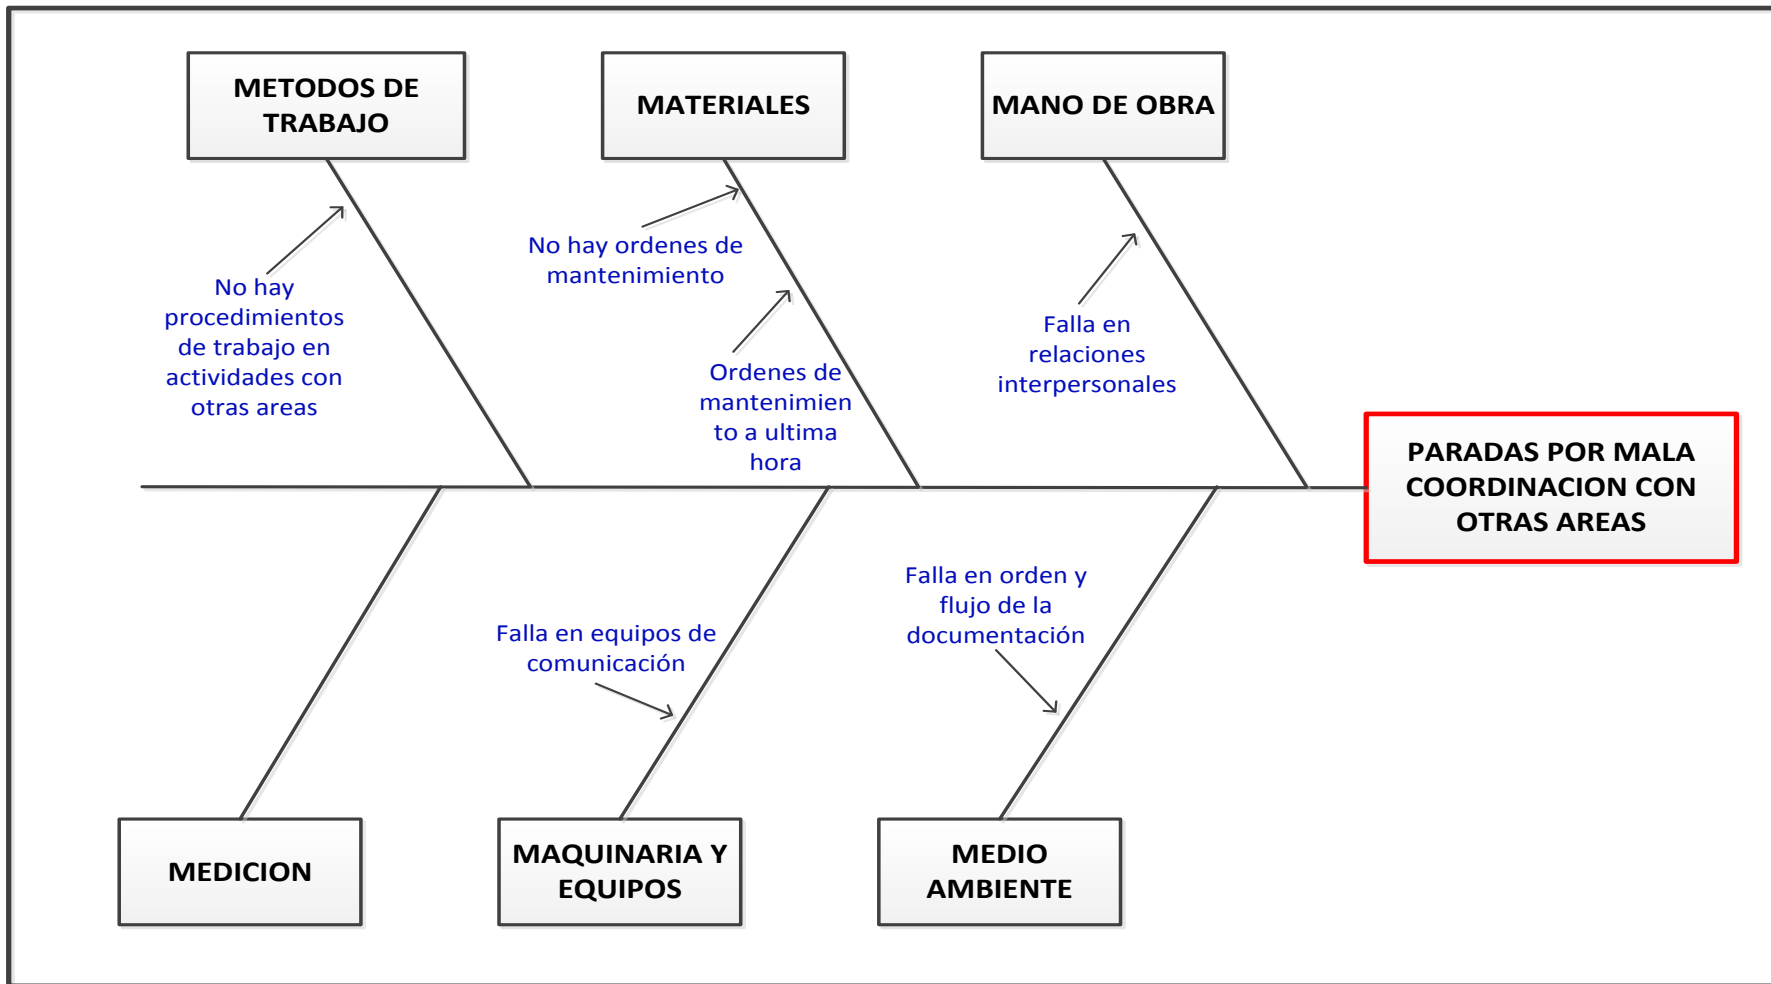 METODOS DE
TRABAJO
MATERIALES
MANO DE OBRA
No hay
procedimientos
de trabajo en
actividades con
otras areas
No hay ordenes de
mantenimiento
Ordenes de
mantenimien
to a ultima
hora
Falla en
relaciones
interpersonales
PARADAS POR MALA
COORDINACION CON
OTRAS AREAS
Falla en equipos de
comunicación
Falla en orden y
flujo de la
documentación
MEDICION
MAQUINARIA Y
EQUIPOS
MEDIO
AMBIENTE